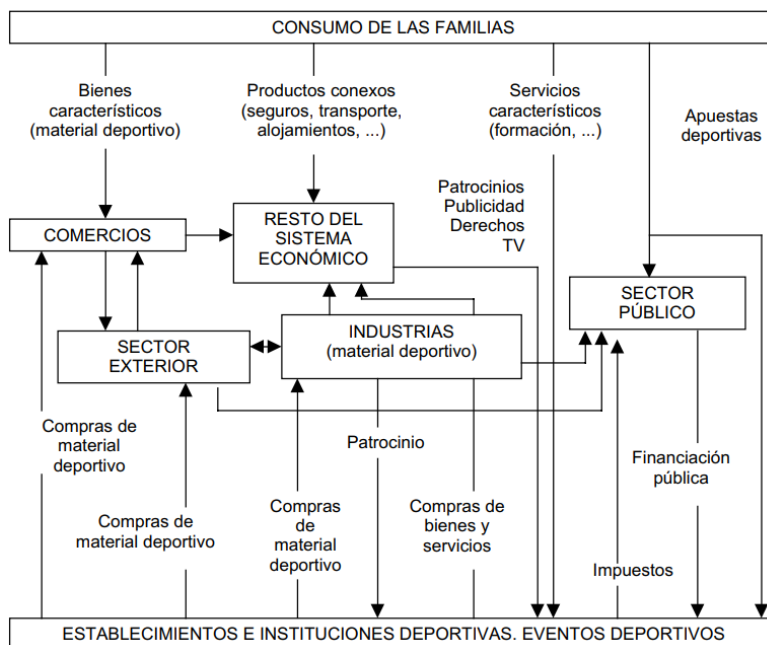 CONSUMO DE LAS FAMILIAS
Bienes
característicos
(material deportivo)
Productos conexos
(seguros, transporte,
alojamientos, ...)
Servicios
característicos
(formación, ...)
Apuestas
deportivas
Patrocinios
Publicidad
Derechos
TV
COMERCIOS
RESTO DEL
SISTEMA
ECONÓMICO
SECTOR
PÚBLICO
SECTOR
EXTERIOR
INDUSTRIAS
(material deportivo)
Compras de
material
deportivo
Patrocinio
Financiación
pública
Compras de
material deportivo
Compras
de
material
deportivo
Compras de
bienes y
servicios
Impuestos
ESTABLECIMIENTOS E INSTITUCIONES DEPORTIVAS. EVENTOS DEPORTIVOS